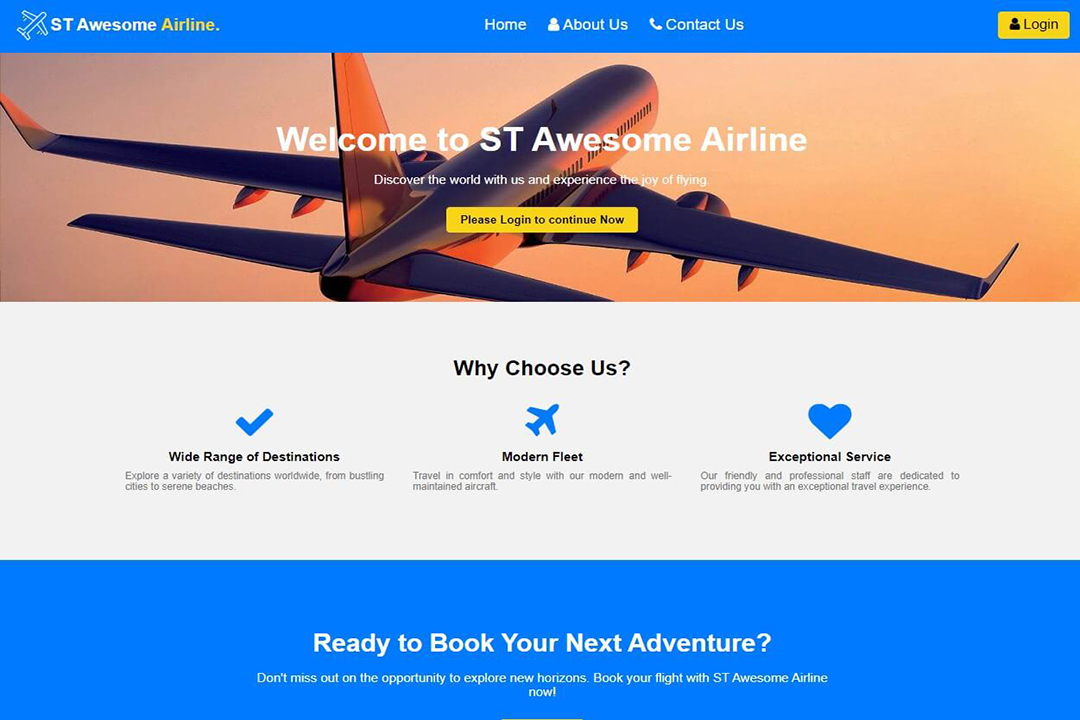 ST Awesome Airline.
Home
About Us
Contact Us
Login
Welcome to ST Awesome Airline
Discover the world with us and experience the joy of flying.
Please Login to continue Now
Why Choose Us?
Wide Range of Destinations
Explore a variety of destinations worldwide, from bustling
cities to serene beaches.
Modern Fleet
Travel in comfort and style with our modern and well-
maintained aircraft.
Exceptional Service
Our friendly and professional staff are dedicated to
providing you with an exceptional travel experience.
Ready to Book Your Next Adventure?
Don't miss out on the opportunity to explore new horizons. Book your flight with ST Awesome Airline
now!